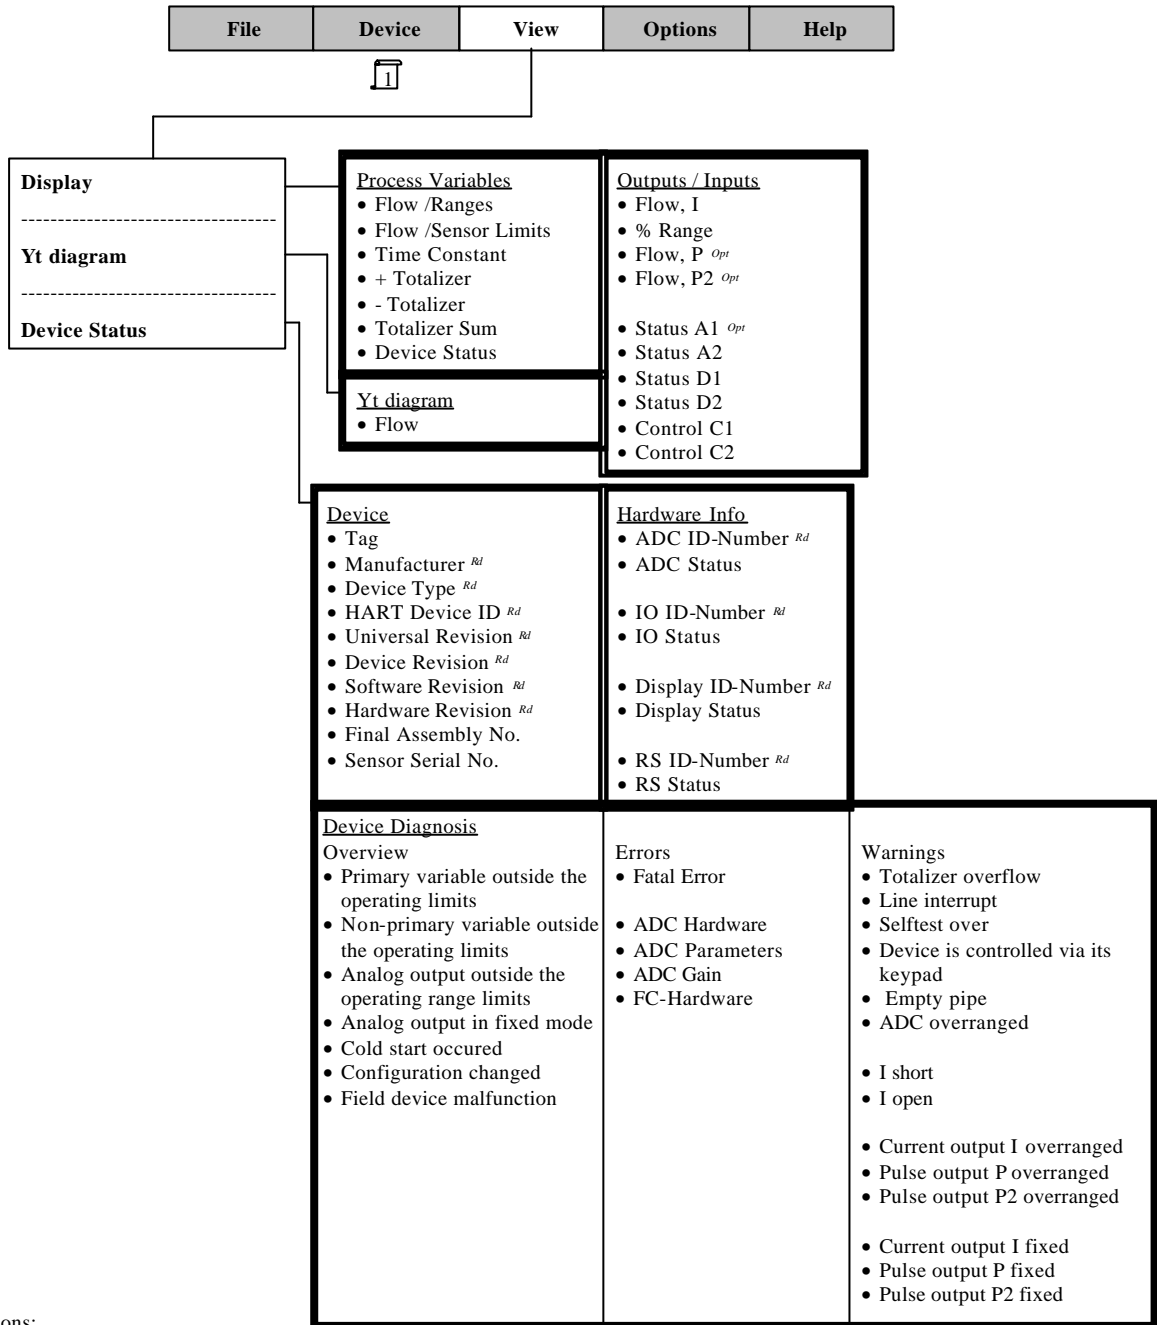 File Device View Options Help
1
Display
Yt diagram
Device Status
Process Variables
• Flow /Ranges
• Flow /Sensor Limits
• Time Constant
• + Totalizer
• - Totalizer
• Totalizer Sum
• Device Status
Yt diagram
• Flow
Outputs / Inputs
• Flow, I
• % Range
• Flow, P Opt
• Flow, P2 Opt
• Status A1 Opt
• Status A2
• Status D1
• Status D2
• Control C1
• Control C2
Device
• Tag
• Manufacturer Rd
• Device Type Rd
• HART Device ID Rd
• Universal Revision Rd
• Device Revision Rd
• Software Revision Rd
• Hardware Revision Rd
• Final Assembly No.
• Sensor Serial No.
Hardware Info
• ADC ID-Number Rd
• ADC Status
• IO ID-Number Rd
• IO Status
• Display ID-Number Rd
• Display Status
• RS ID-Number Rd
• RS Status
Device Diagnosis
Overview
• Primary variable outside the
operating limits
• Non-primary variable outside
the operating limits
• Analog output outside the
operating range limits
• Analog output in fixed mode
• Cold start occured
• Configuration changed
• Field device malfunction
Errors
• Fatal Error
• ADC Hardware
• ADC Parameters
• ADC Gain
• FC-Hardware
Warnings
• Totalizer overflow
• Line interrupt
• Selftest over
• Device is controlled via its
keypad
• Empty pipe
• ADC overranged
• I short
• I open
• Current output I overranged
• Pulse output P overranged
• Pulse output P2 overranged
• Current output I fixed
• Pulse output P fixed
• Pulse output P2 fixed